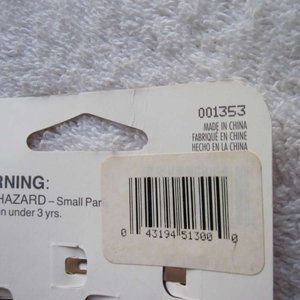 001353
MADE IN CHINA
FABRIQUÉ EN CHINE
HECHO EN LA CHINA
RNING:
HAZARD – Small Par
n under 3 yrs.
0 43194 51300 0